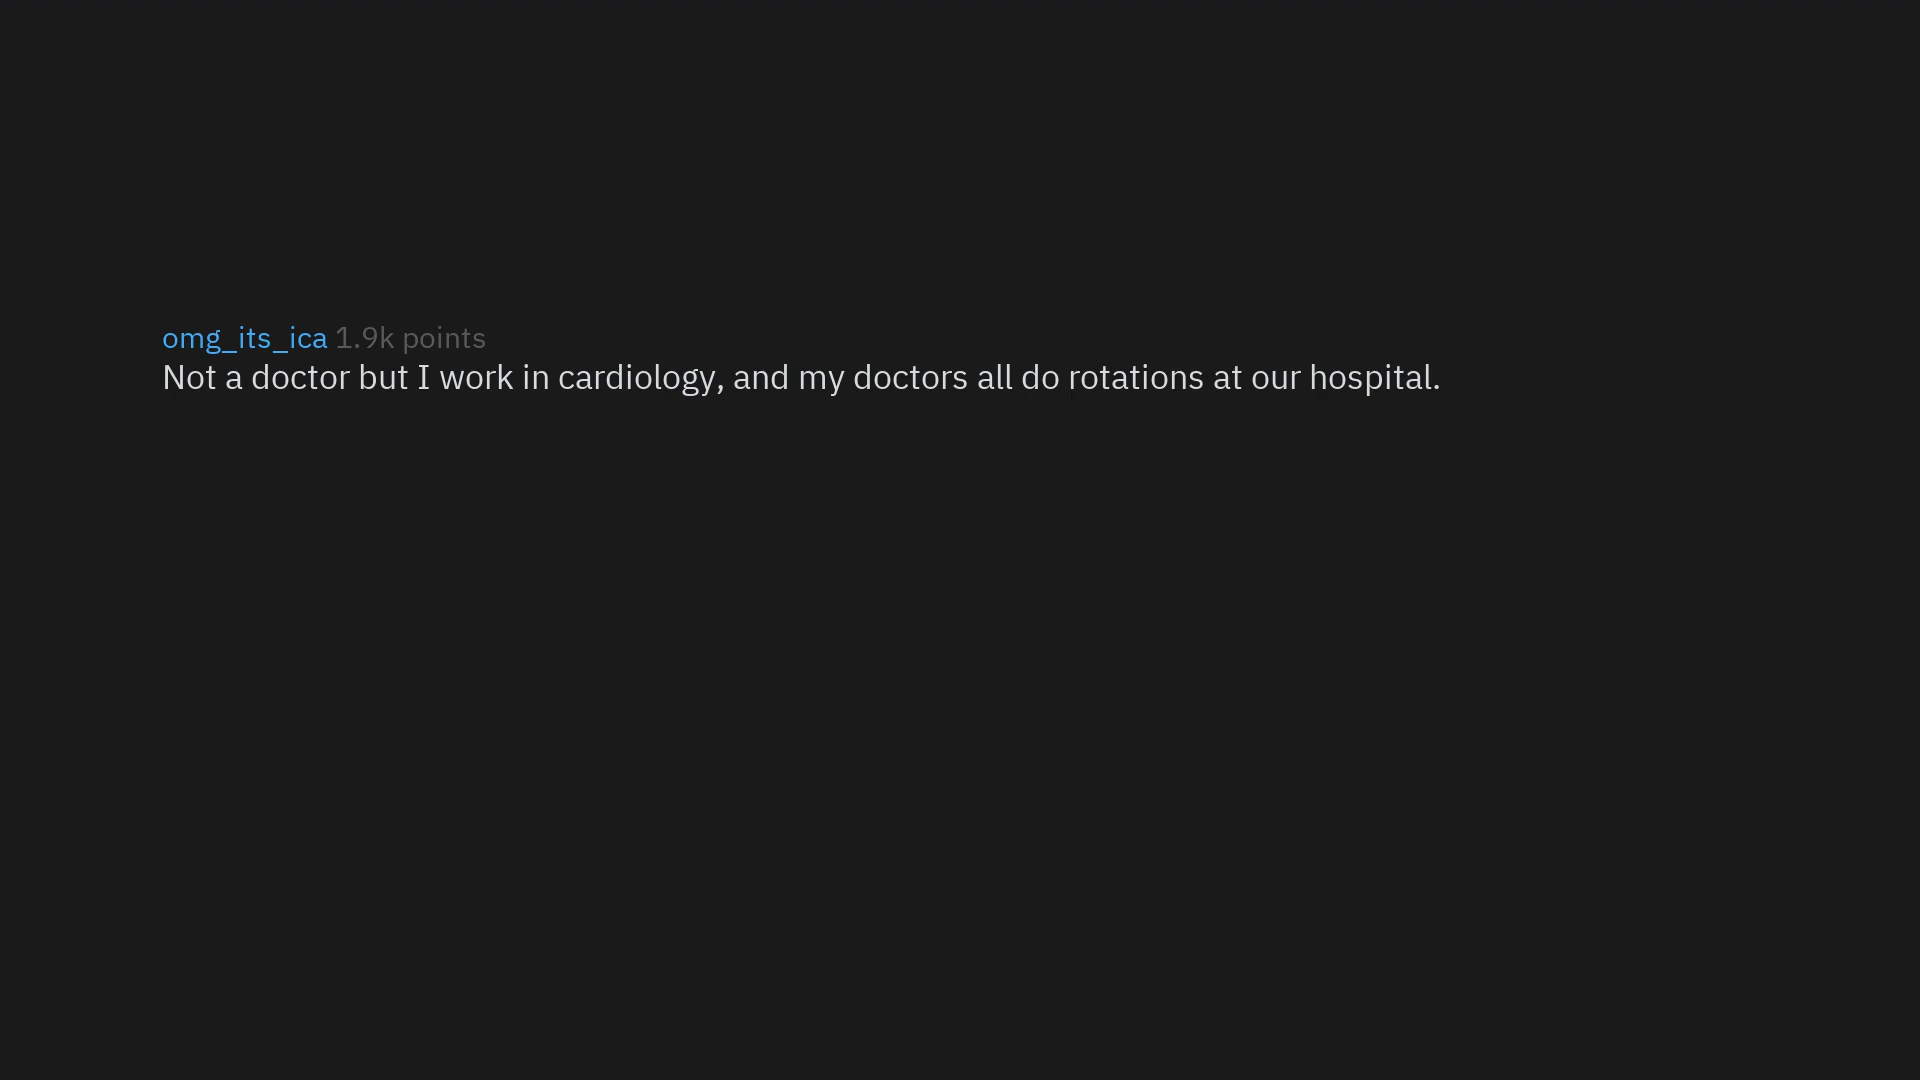 omg_its_ica 1.9k points
Not a doctor but I work in cardiology, and my doctors all do rotations at our hospital.